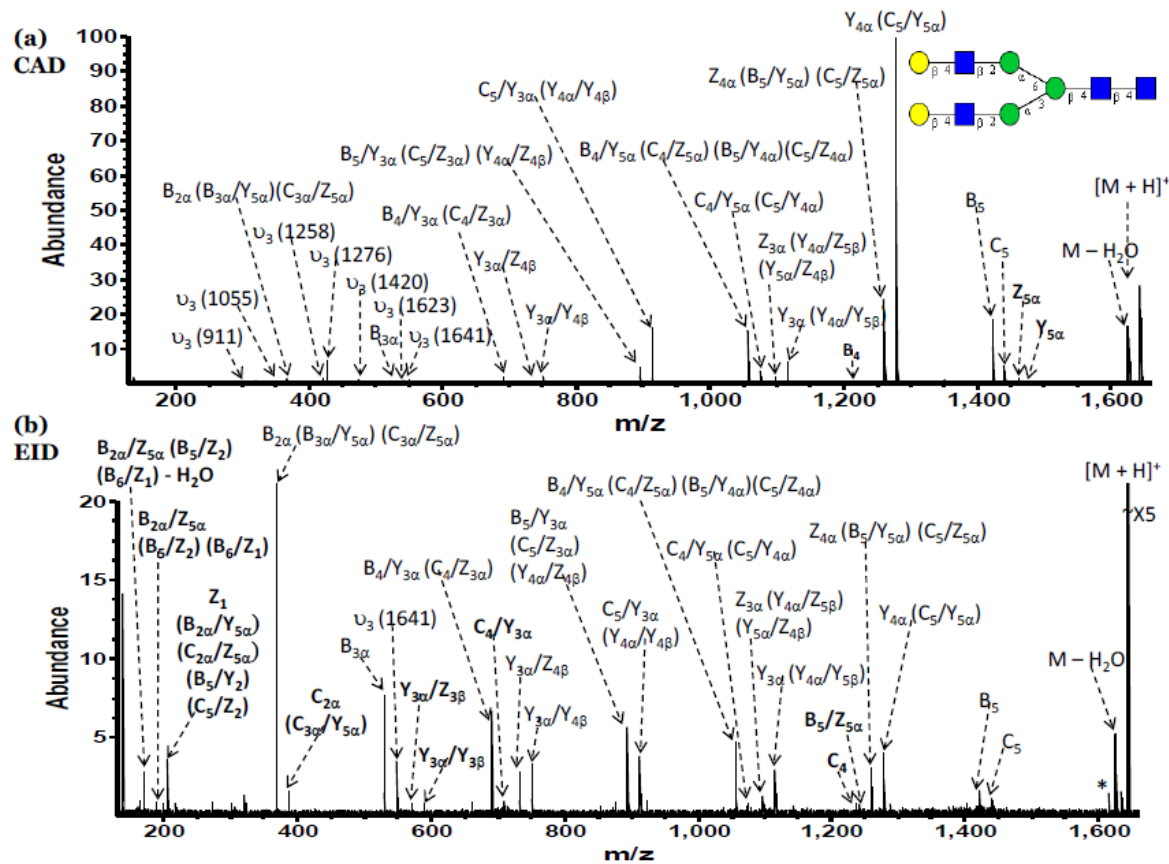 (a)
CAD
Abundance
100
90
80
70
60
50
40
30
20
10
200
400
600
800
1,000
1,200
1,400
1,600
m/z
υ₃ (911)
υ₃ (1055)
B₂α (B₃α/Y₅α)(C₃α/Z₅α)
υ₃ (1258)
υ₃ (1276)
υ₃ (1420)
B₃α
υ₃ (1623)
υ₃ (1641)
B₄/Y₃α (C₄/Z₃α)
Y₃α/Z₄β
Y₃α/Y₄β
B₅/Y₃α (C₅/Z₃α) (Y₄α/Z₄β)
C₅/Y₃α (Y₄α/Y₄β)
B₄/Y₅α (C₄/Z₅α) (B₅/Y₄α)(C₅/Z₄α)
C₄/Y₅α (C₅/Y₄α)
Z₃α (Y₄α/Z₅β)
(Y₅α/Z₄β)
Y₃α (Y₄α/Y₅β)
B₄
Z₄α (B₅/Y₅α) (C₅/Z₅α)
Y₄α (C₅/Y₅α)
B₅
C₅
Z₅α
Y₅α
M – H₂O
[M + H]⁺
β 4 β 2 α 6
β 4 β 2 α 3
β 4 β 4
(b)
EID
Abundance
20
15
10
5
200
400
600
800
1,000
1,200
1,400
1,600
m/z
B₂α/Z₅α (B₅/Z₂)
(B₆/Z₁) - H₂O
B₂α/Z₅α
(B₆/Z₂) (B₆/Z₁)
Z₁
(B₂α/Y₅α)
(C₂α/Z₅α)
(B₅/Y₂)
(C₅/Z₂)
B₂α (B₃α/Y₅α) (C₃α/Z₅α)
C₂α
(C₃α/Y₅α)
B₃α
υ₃ (1641)
Y₃α/Z₃β
Y₃α/Y₃β
B₄/Y₃α (C₄/Z₃α)
C₄/Y₃α
Y₃α/Z₄β
Y₃α/Y₄β
B₅/Y₃α
(C₅/Z₃α)
(Y₄α/Z₄β)
C₅/Y₃α
(Y₄α/Y₄β)
B₄/Y₅α (C₄/Z₅α) (B₅/Y₄α)(C₅/Z₄α)
C₄/Y₅α (C₅/Y₄α)
Z₃α (Y₄α/Z₅β)
(Y₅α/Z₄β)
Y₃α (Y₄α/Y₅β)
C₄
B₅/Z₅α
Z₄α (B₅/Y₅α) (C₅/Z₅α)
Y₄α (C₅/Y₅α)
B₅
C₅
*
M – H₂O
[M + H]⁺
~X5